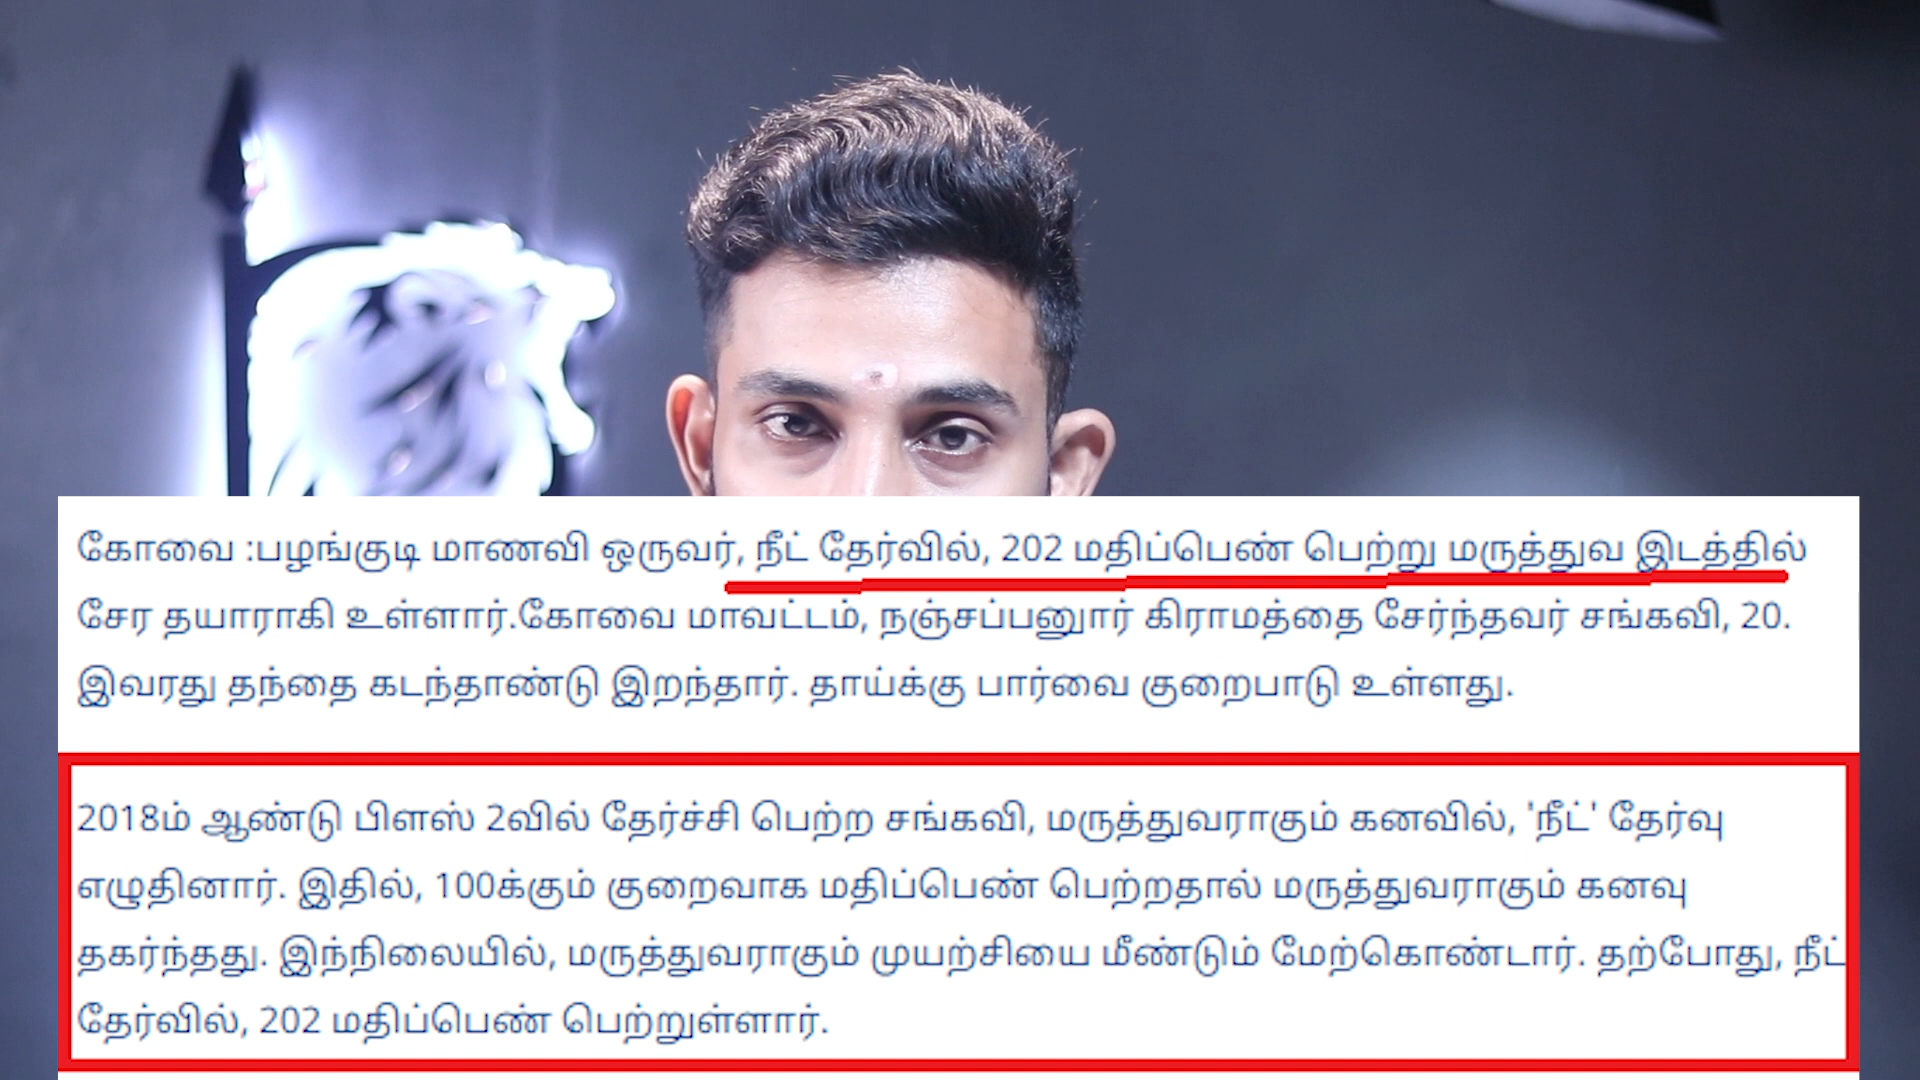 கோவை :பழங்குடி மாணவி ஒருவர், நீட் தேர்வில், 202 மதிப்பெண் பெற்று மருத்துவ இடத்தில்
சேர தயாராகி உள்ளார்.கோவை மாவட்டம், நஞ்சப்பனுார் கிராமத்தை சேர்ந்தவர் சங்கவி, 20.
இவரது தந்தை கடந்தாண்டு இறந்தார். தாய்க்கு பார்வை குறைபாடு உள்ளது.
2018ம் ஆண்டு பிளஸ் 2வில் தேர்ச்சி பெற்ற சங்கவி, மருத்துவராகும் கனவில், 'நீட்' தேர்வு
எழுதினார். இதில், 100க்கும் குறைவாக மதிப்பெண் பெற்றதால் மருத்துவராகும் கனவு
தகர்ந்தது. இந்நிலையில், மருத்துவராகும் முயற்சியை மீண்டும் மேற்கொண்டார். தற்போது, நீட்
தேர்வில், 202 மதிப்பெண் பெற்றுள்ளார்.